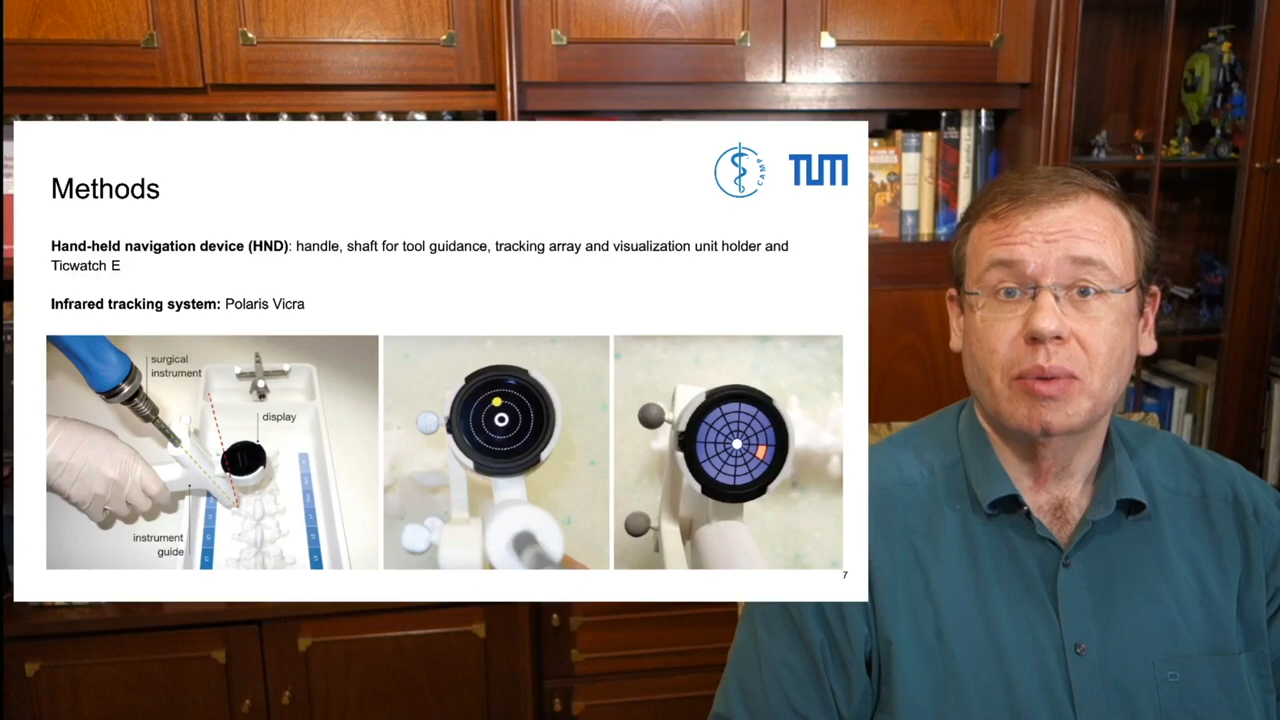 CAMP
TUM
Methods
Hand-held navigation device (HND): handle, shaft for tool guidance, tracking array and visualization unit holder and
Ticwatch E
Infrared tracking system: Polaris Vicra
surgical
instrument
display
instrument
guide
7